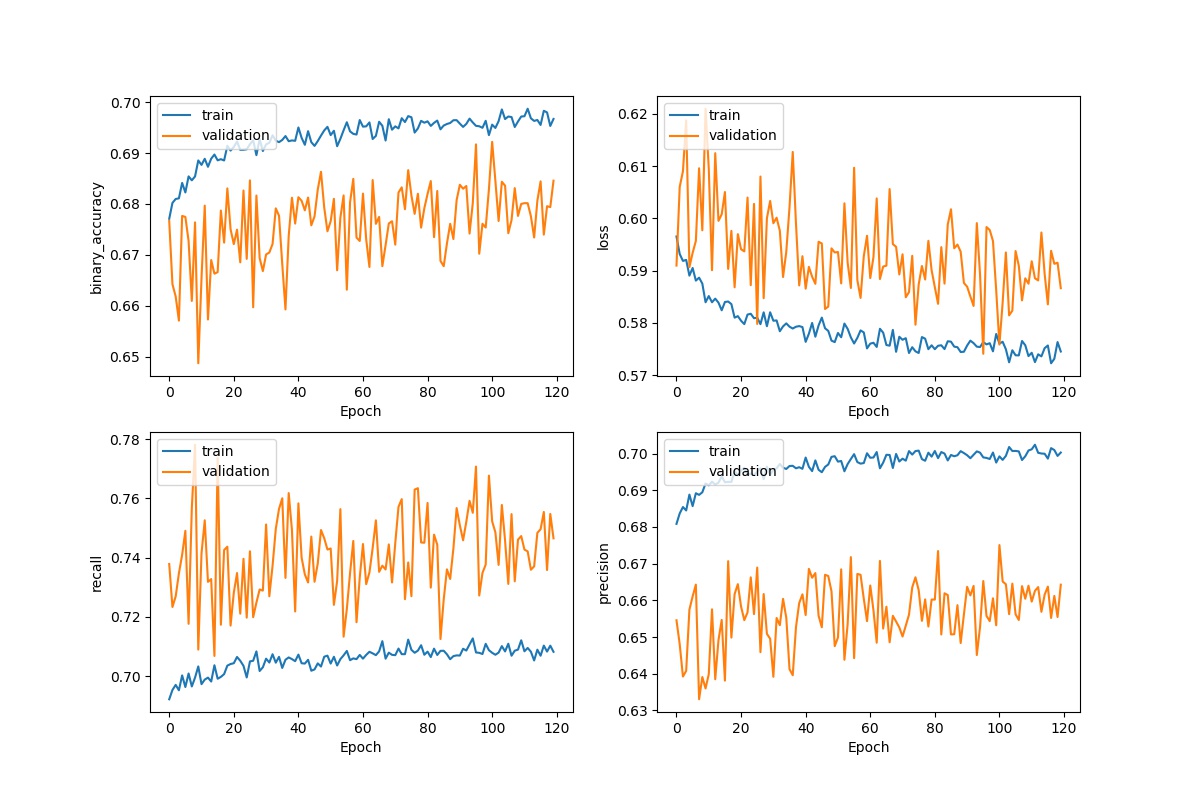 binary_accuracy
0.70
0.69
0.68
0.67
0.66
0.65
train
validation
0 20 40 60 80 100 120
Epoch
loss
0.62
0.61
0.60
0.59
0.58
0.57
train
validation
0 20 40 60 80 100 120
Epoch
recall
0.78
0.76
0.74
0.72
0.70
train
validation
0 20 40 60 80 100 120
Epoch
precision
0.70
0.69
0.68
0.67
0.66
0.65
0.64
0.63
train
validation
0 20 40 60 80 100 120
Epoch